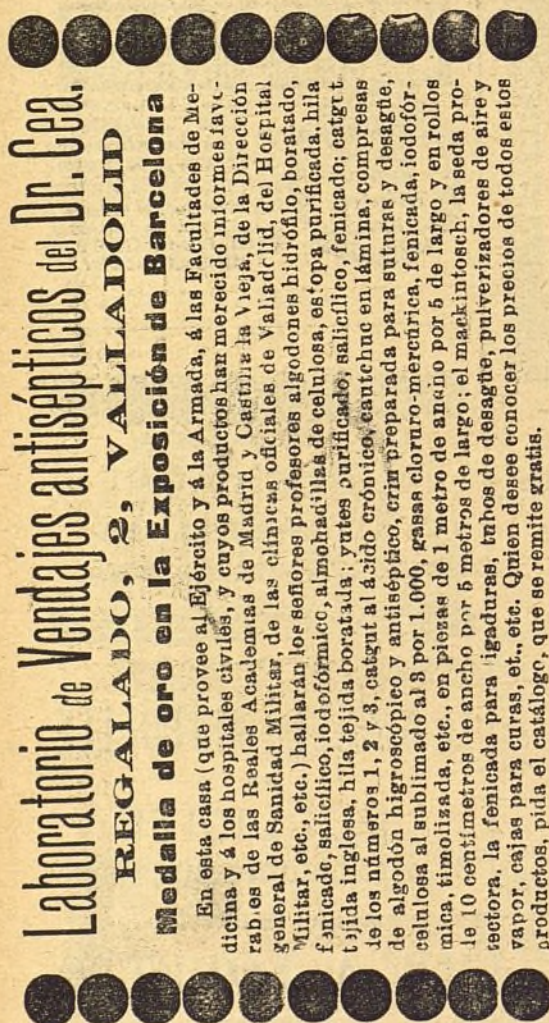 Laboratorio de Vendajes antisépticos del Dr. Cea.
REGALADO, 2, VALLADOLID
Medalla de oro en la Exposición de Barcelona
En esta casa (que provee al Ejército y á la Armada, á las Facultades de Me-
dicina y á los hospitales civiles, y cuyos productos han merecido informes favo-
rables de las Reales Academias de Madrid y Castilla la Vieja, de la Dirección
general de Sanidad Militar, de las clínicas oficiales de Valladolid, del Hospital
Militar, etc., etc.) hallarán los señores profesores algodones hidrófilo, boratado,
fenicado, salicílico, iodofórmico, almohadillas de celulosa, estopa purificada, hila
tejida inglesa, hila tejida boratada; yutes purificado, salicílico, fenicado; catgut
de los números 1, 2 y 3, catgut al ácido crónico, cautchuc en lámina, compresas
de algodón higroscópico y antiséptico, crin preparada para suturas y desagüe,
celulosa al sublimado al 3 por 1.000, gasas cloruro-mercúrica, fenicada, iodofór-
mica, timolizada, etc., en piezas de 1 metro de ancho por 5 de largo y en rollos
de 10 centímetros de ancho por 5 metros de largo; el mackintosch, la seda pro-
tectora, la fenicada para ligaduras, tubos de desagüe, pulverizadores de aire y
vapor, cajas para curas, et., etc. Quien desee conocer los precios de todos estos
productos, pida el catálogo, que se remite gratis.